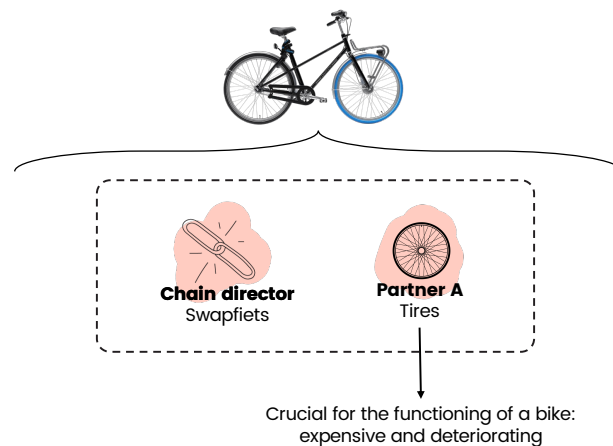 Chain director
Swapfiets
Partner A
Tires
Crucial for the functioning of a bike:
expensive and deteriorating